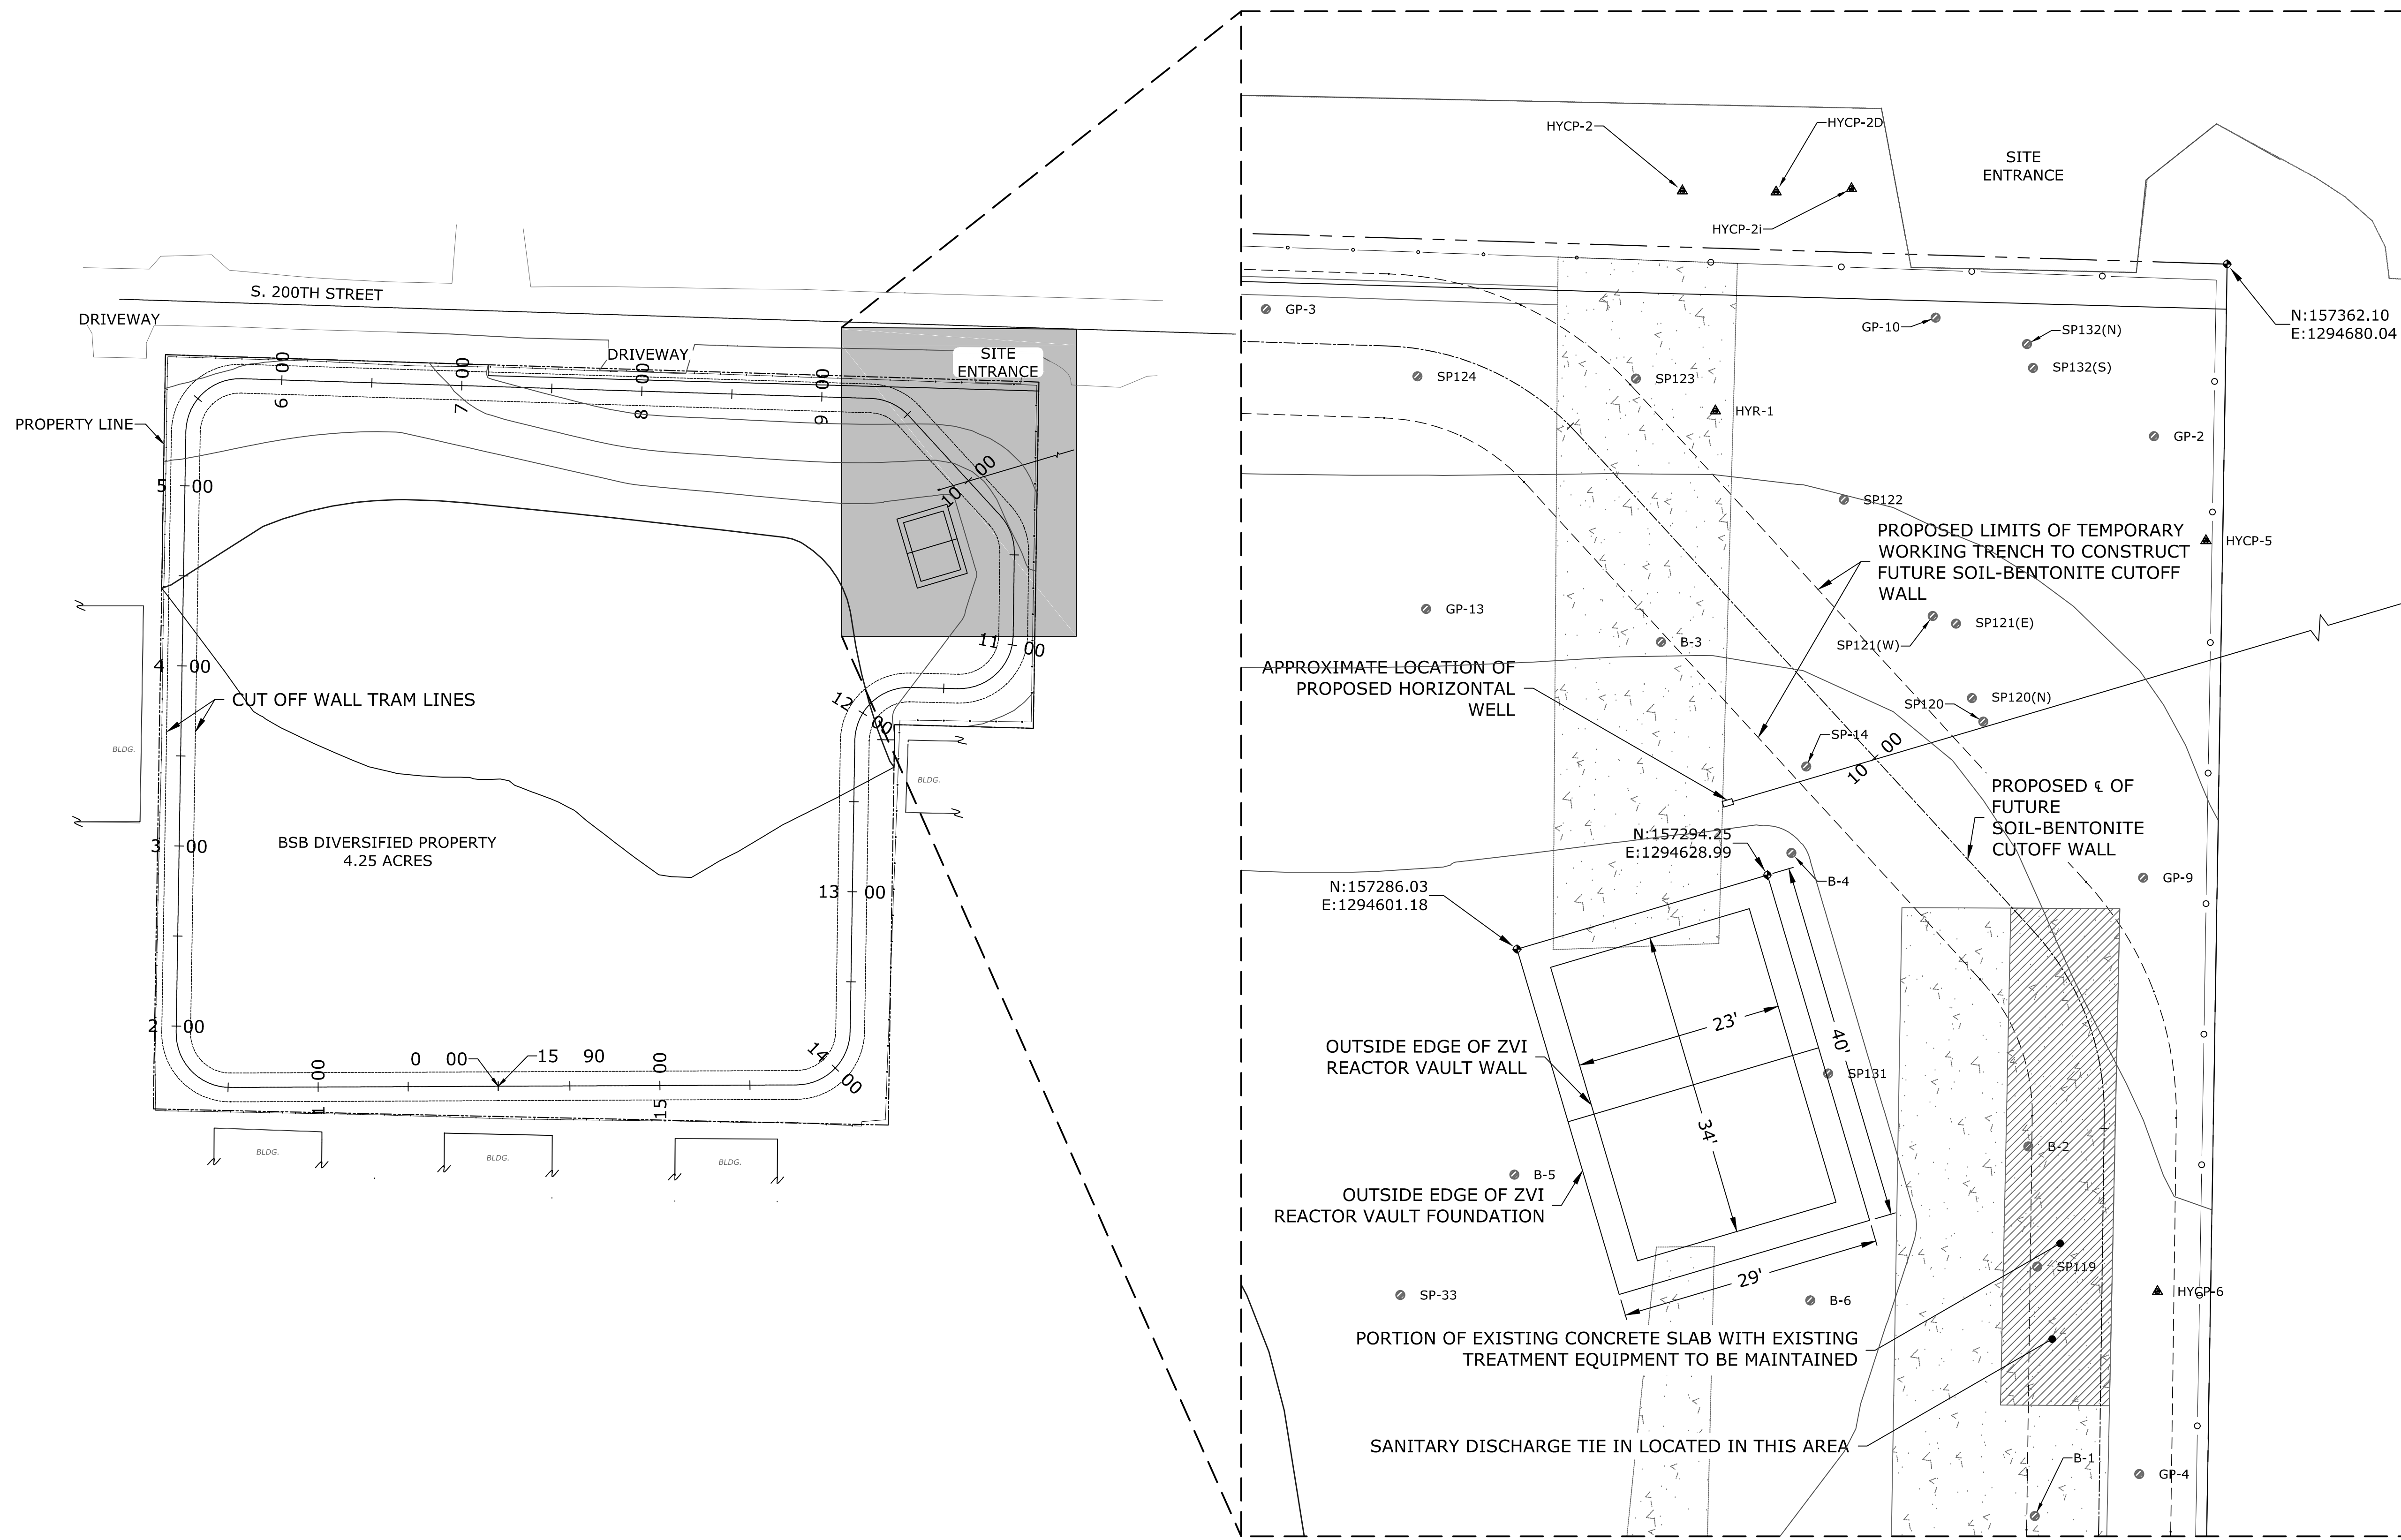 S. 200TH STREET
DRIVEWAY
DRIVEWAY
SITE
ENTRANCE
PROPERTY LINE
6 00
7 00
8 00
9 00
10 00
11 00
12 00
13 00
14 00
15 00
15 90
0 00
1 00
2 00
3 00
4 00
5 00
CUT OFF WALL TRAM LINES
BSB DIVERSIFIED PROPERTY
4.25 ACRES
BLDG.
BLDG.
BLDG.
BLDG.
BLDG.
HYCP-2
HYCP-2D
HYCP-2i
SITE
ENTRANCE
N:157362.10
E:1294680.04
GP-3
GP-10
SP132(N)
SP132(S)
SP124
SP123
HYR-1
GP-2
SP122
PROPOSED LIMITS OF TEMPORARY
WORKING TRENCH TO CONSTRUCT
FUTURE SOIL-BENTONITE CUTOFF
WALL
HYCP-5
GP-13
B-3
SP121(W)
SP121(E)
APPROXIMATE LOCATION OF
PROPOSED HORIZONTAL
WELL
SP120
SP120(N)
SP-14
10 00
PROPOSED ℄ OF
FUTURE
SOIL-BENTONITE
CUTOFF WALL
N:157294.25
E:1294628.99
N:157286.03
E:1294601.18
B-4
GP-9
23'
40'
34'
29'
OUTSIDE EDGE OF ZVI
REACTOR VAULT WALL
SP131
B-2
B-5
OUTSIDE EDGE OF ZVI
REACTOR VAULT FOUNDATION
SP119
SP-33
B-6
HYCP-6
PORTION OF EXISTING CONCRETE SLAB WITH EXISTING
TREATMENT EQUIPMENT TO BE MAINTAINED
SANITARY DISCHARGE TIE IN LOCATED IN THIS AREA
B-1
GP-4